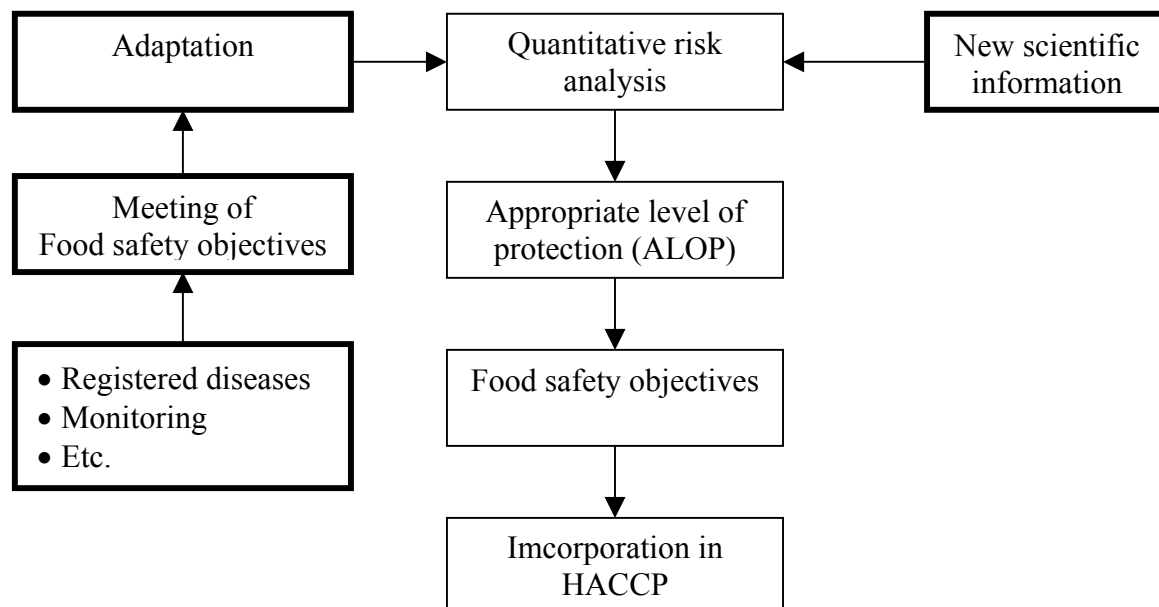 Adaptation
Quantitative risk
analysis
New scientific
information
Meeting of
Food safety objectives
Appropriate level of
protection (ALOP)
• Registered diseases
• Monitoring
• Etc.
Food safety objectives
Imcorporation in
HACCP